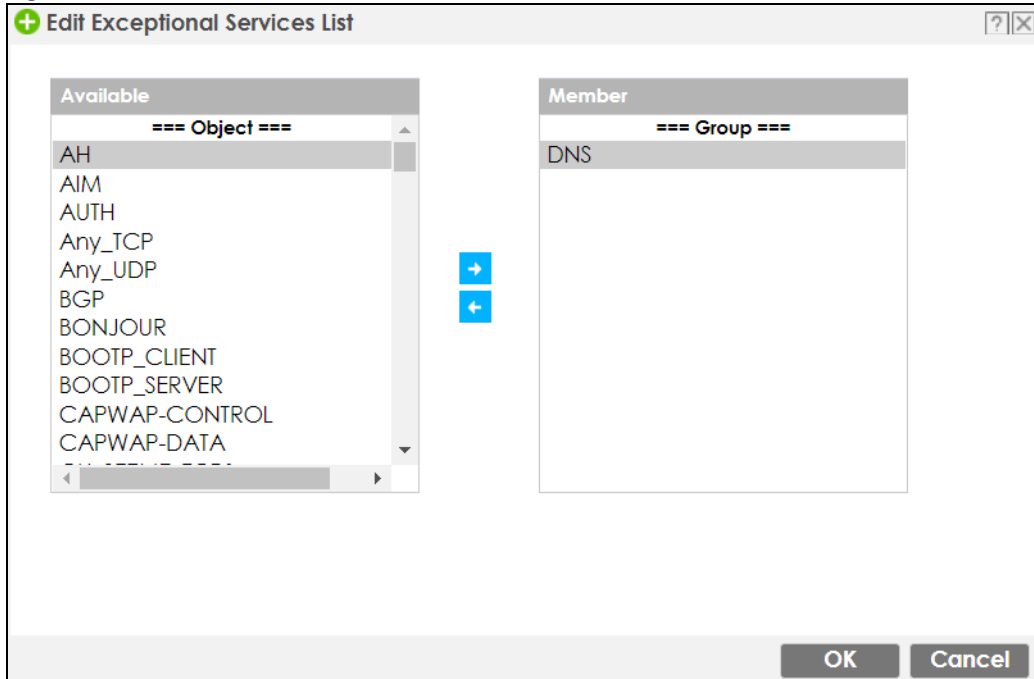 Edit Exceptional Services List
?
Available
=== Object ===
AH
AIM
AUTH
Any_TCP
Any_UDP
BGP
BONJOUR
BOOTP_CLIENT
BOOTP_SERVER
CAPWAP-CONTROL
CAPWAP-DATA
Member
=== Group ===
DNS
OK
Cancel